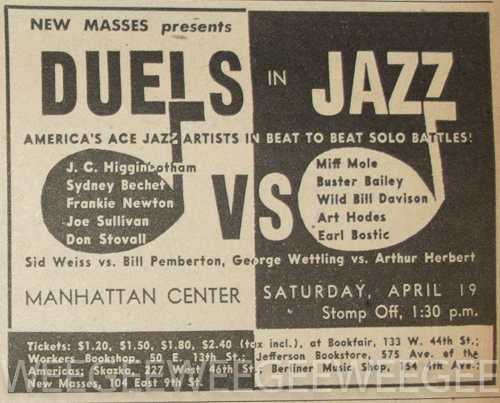 NEW MASSES presents
DUELS IN JAZZ
AMERICA'S ACE JAZZ ARTISTS IN BEAT TO BEAT SOLO BATTLES!
J. C. Higginbotham
Sydney Bechet
Frankie Newton
Joe Sullivan
Don Stovall
VS
Miff Mole
Buster Bailey
Wild Bill Davison
Art Hodes
Earl Bostic
Sid Weiss vs. Bill Pemberton, George Wettling vs. Arthur Herbert
MANHATTAN CENTER
SATURDAY, APRIL 19
Stomp Off, 1:30 p.m.
Tickets: $1.20, $1.50, $1.80, $2.40 (tax incl.), at Bookfair, 133 W. 44th St.;
Workers Bookshop, 50 E. 13th St.; Jefferson Bookstore, 575 Ave. of the
Americas; Skazka, 227 West 46th St.; Berliner Music Shop, 154 4th Ave.
New Masses, 104 East 9th St.
WEEGEEWEEGEEWEEGEEWEEGEE